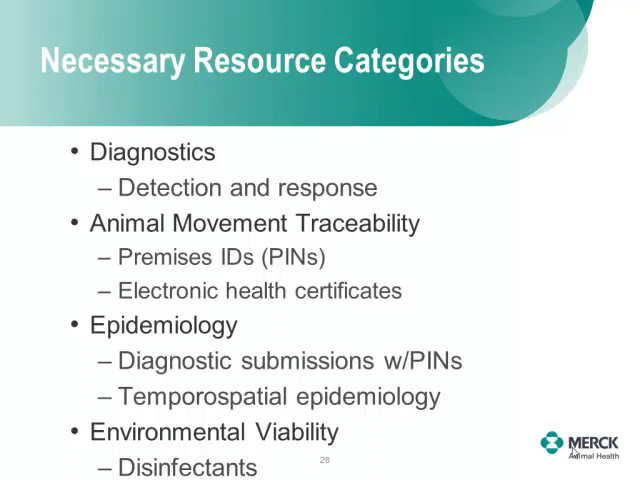 Necessary Resource Categories
• Diagnostics
– Detection and response
• Animal Movement Traceability
– Premises IDs (PINs)
– Electronic health certificates
• Epidemiology
– Diagnostic submissions w/PINs
– Temporospatial epidemiology
• Environmental Viability
– Disinfectants
28
MERCK
Animal Health